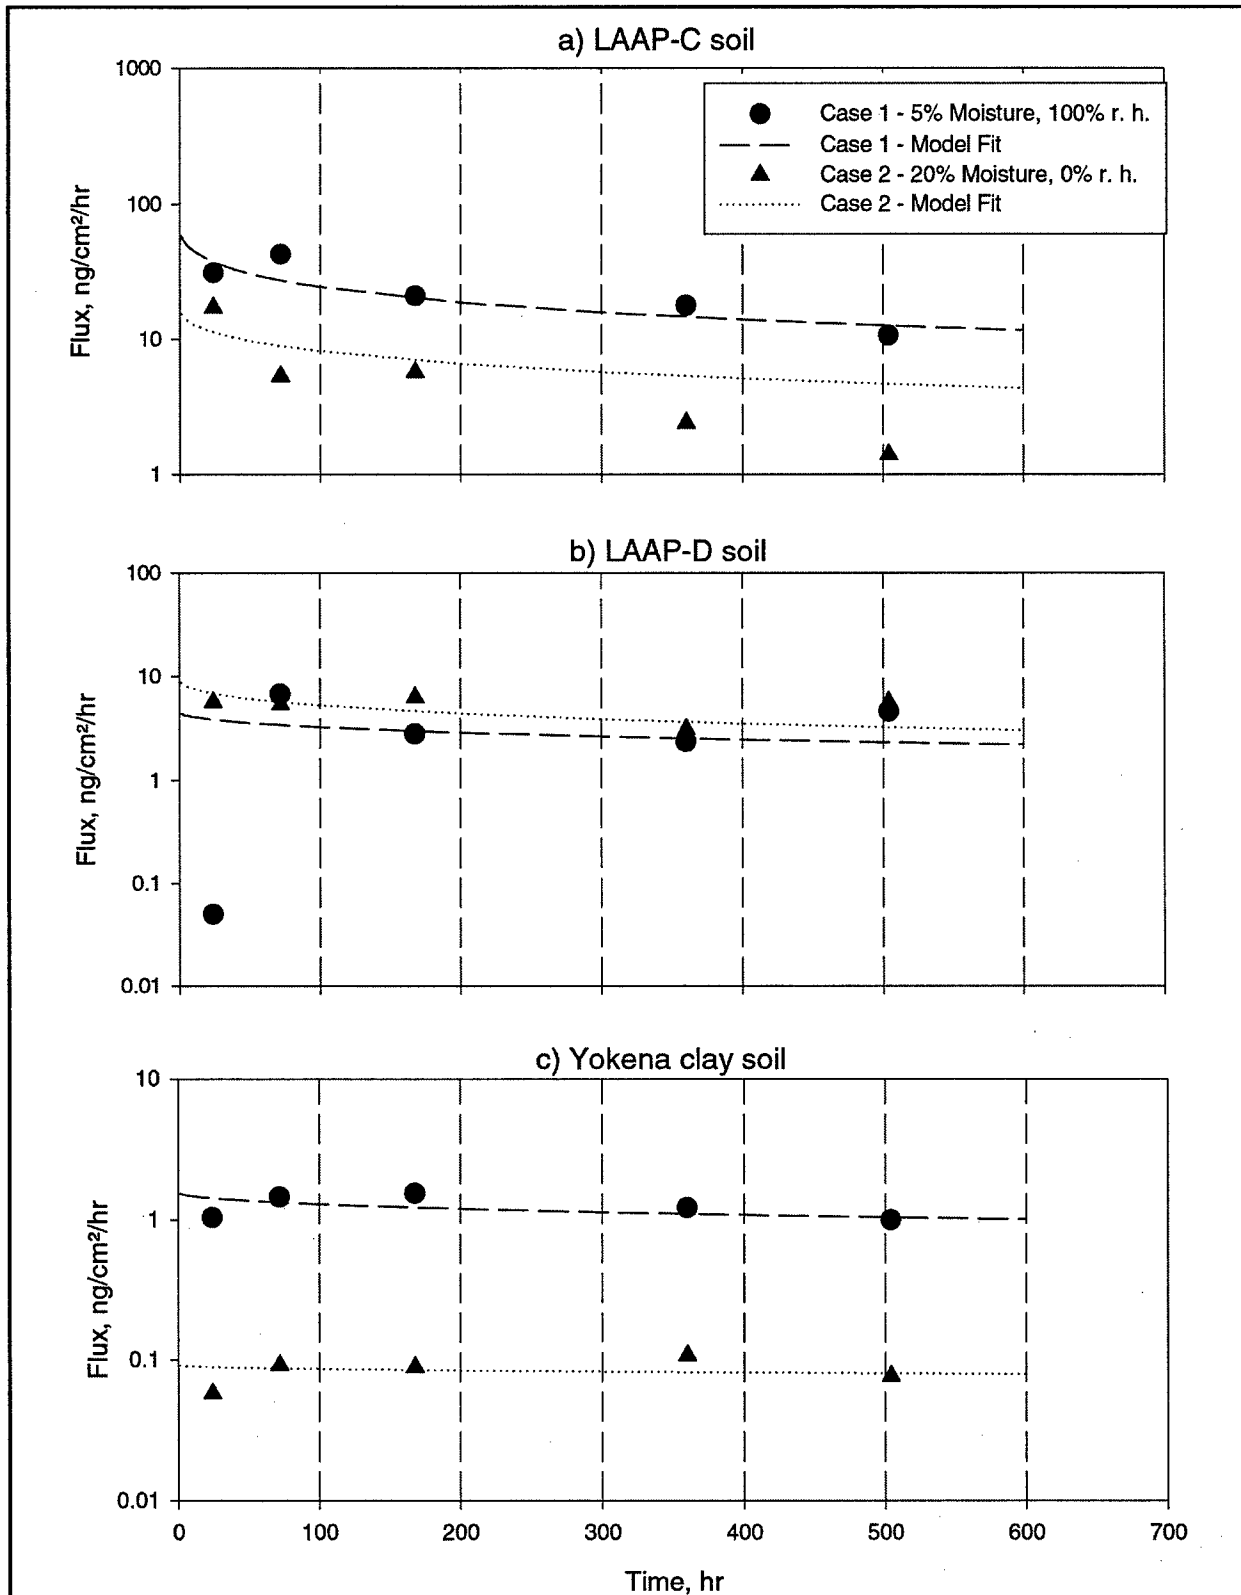 a) LAAP-C soil
1000
100
10
1
Flux, ng/cm²/hr
Case 1 - 5% Moisture, 100% r. h.
Case 1 - Model Fit
Case 2 - 20% Moisture, 0% r. h.
Case 2 - Model Fit
b) LAAP-D soil
100
10
1
0.1
0.01
Flux, ng/cm²/hr
c) Yokena clay soil
10
1
0.1
0.01
Flux, ng/cm²/hr
0 100 200 300 400 500 600 700
Time, hr